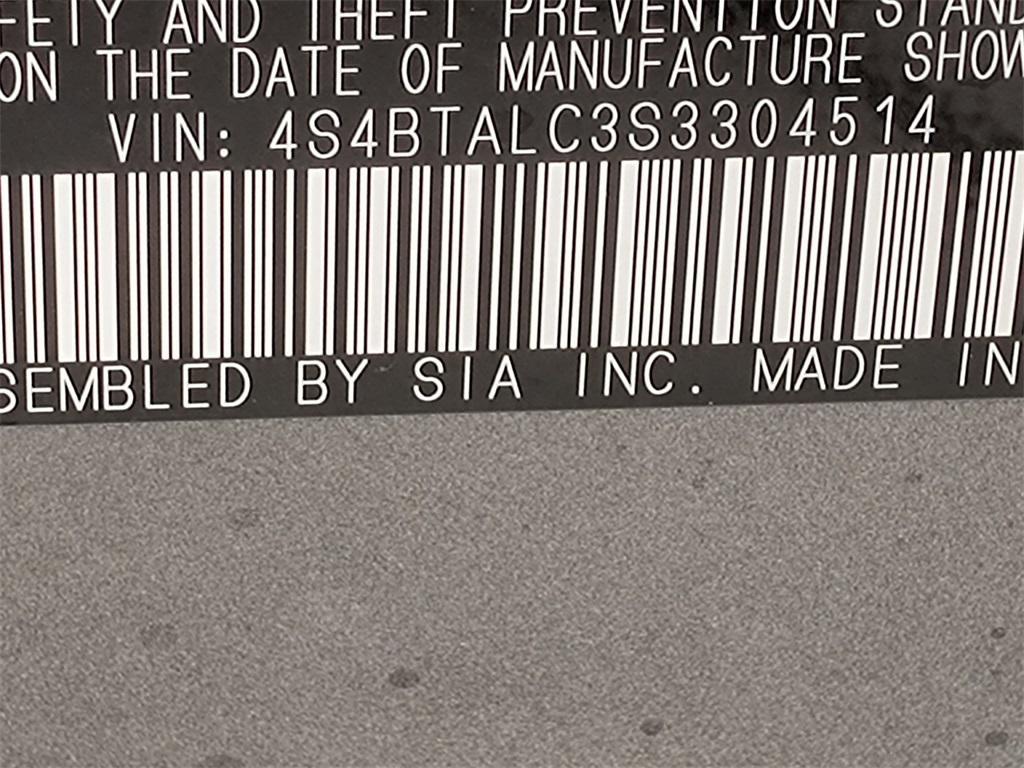 FETY AND THEFT PREVENTION STAND
ON THE DATE OF MANUFACTURE SHOW
VIN: 4S4BTALC3S3304514
SEMBLED BY SIA INC. MADE IN